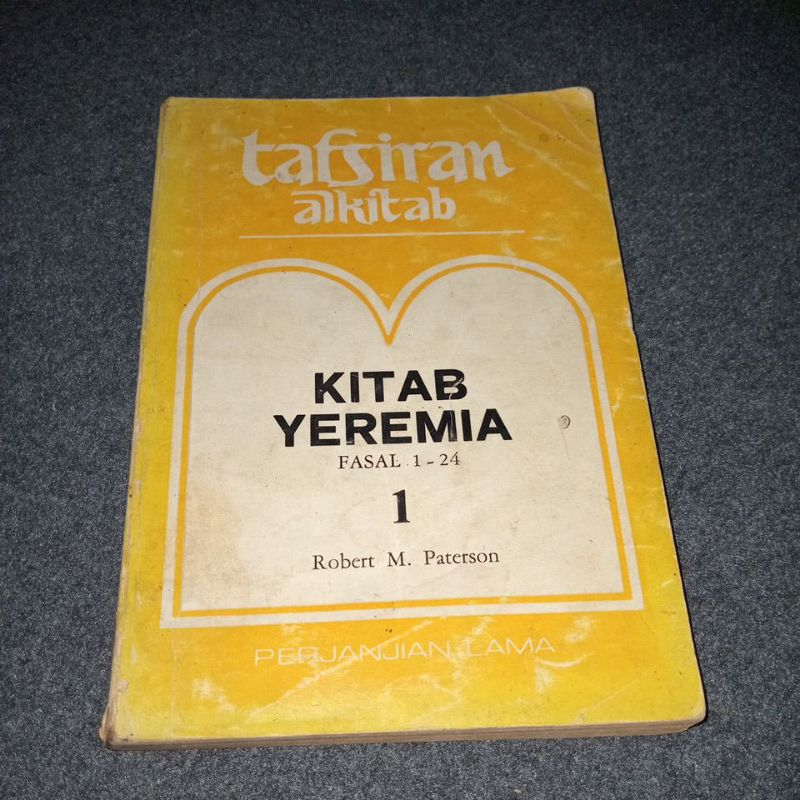 tafsiran
alkitab
KITAB
YEREMIA
FASAL 1-24
1
Robert M. Paterson
PERJANJIAN LAMA